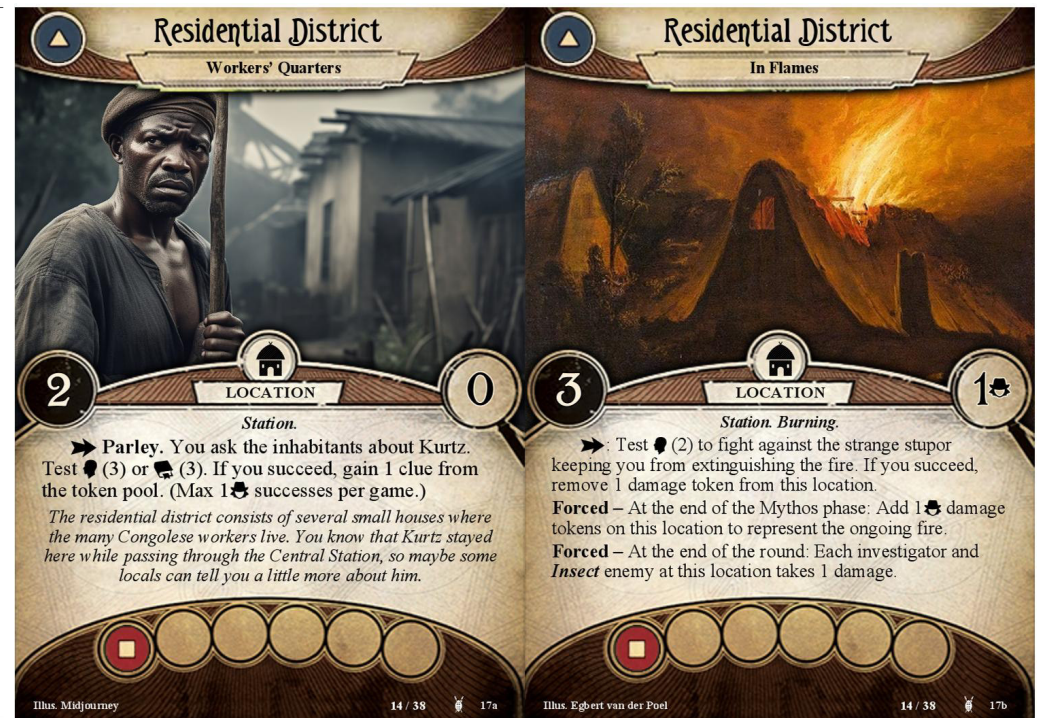 Residential District
Workers' Quarters
2
LOCATION
0
Station.
Parley. You ask the inhabitants about Kurtz.
Test (3) or (3). If you succeed, gain 1 clue from
the token pool. (Max 1 successes per game.)
The residential district consists of several small houses where
the many Congolese workers live. You know that Kurtz stayed
here while passing through the Central Station, so maybe some
locals can tell you a little more about him.
Illus. Midjourney
14 / 38
17a
Residential District
In Flames
3
LOCATION
1
Station. Burning.
: Test (2) to fight against the strange stupor
keeping you from extinguishing the fire. If you succeed,
remove 1 damage token from this location.
Forced – At the end of the Mythos phase: Add 1 damage
tokens on this location to represent the ongoing fire.
Forced – At the end of the round: Each investigator and
Insect enemy at this location takes 1 damage.
Illus. Egbert van der Poel
14 / 38
17b